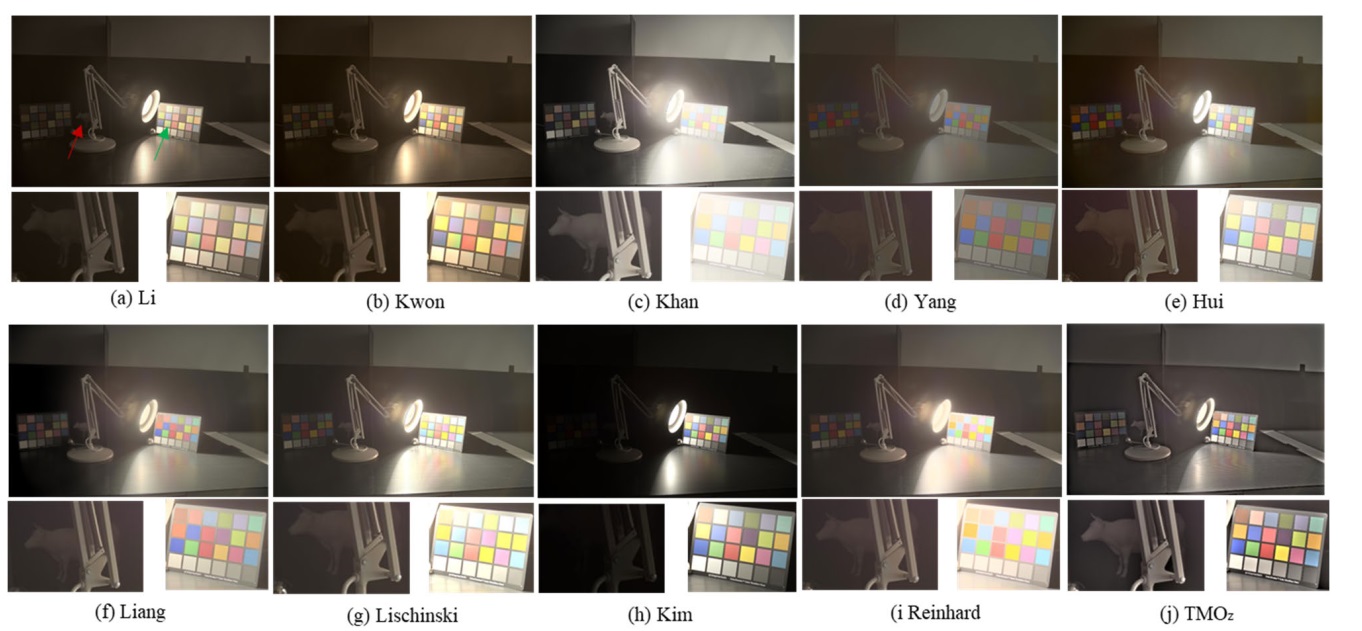 (a) Li
(b) Kwon
(c) Khan
(d) Yang
(e) Hui
(f) Liang
(g) Lischinski
(h) Kim
(i Reinhard
(j) TMOz